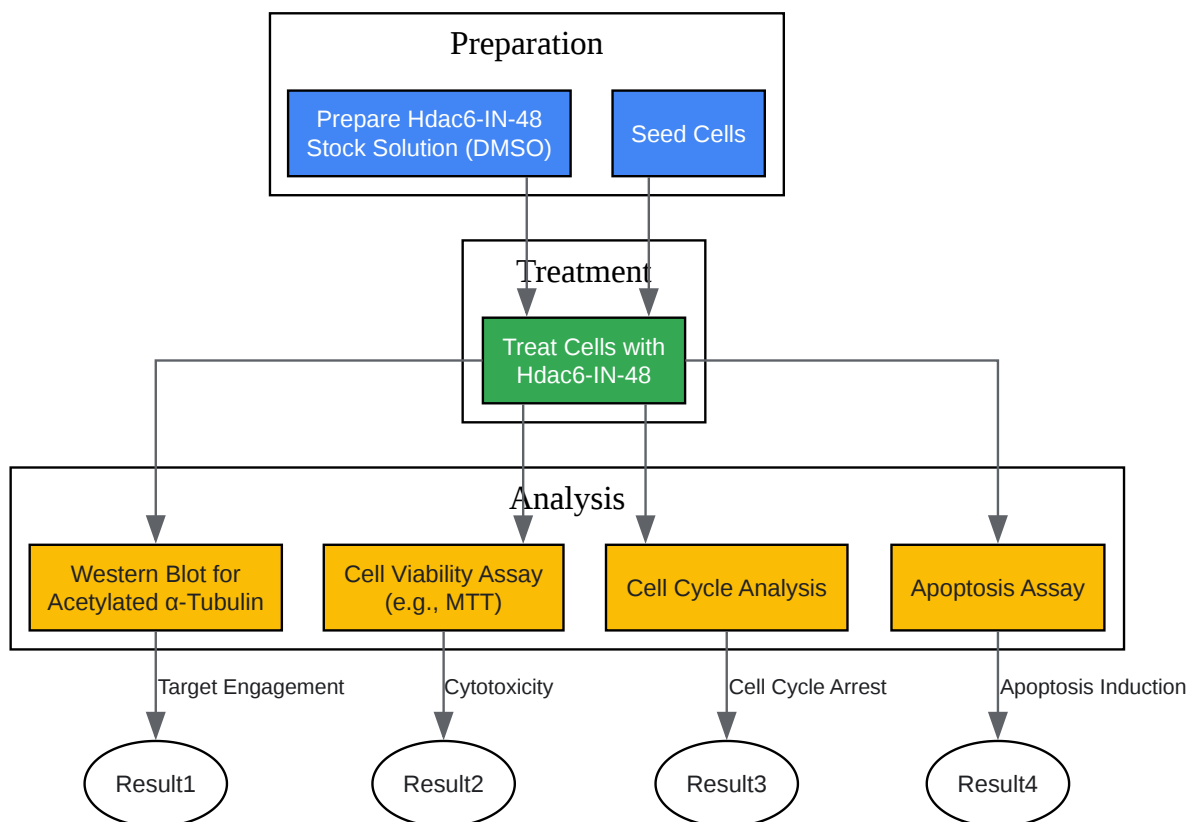 Preparation
Prepare Hdac6-IN-48
Stock Solution (DMSO)
Seed Cells
Treatment
Treat Cells with
Hdac6-IN-48
Analysis
Western Blot for
Acetylated α-Tubulin
Cell Viability Assay
(e.g., MTT)
Cell Cycle Analysis
Apoptosis Assay
Target Engagement
Cytotoxicity
Cell Cycle Arrest
Apoptosis Induction
Result1
Result2
Result3
Result4